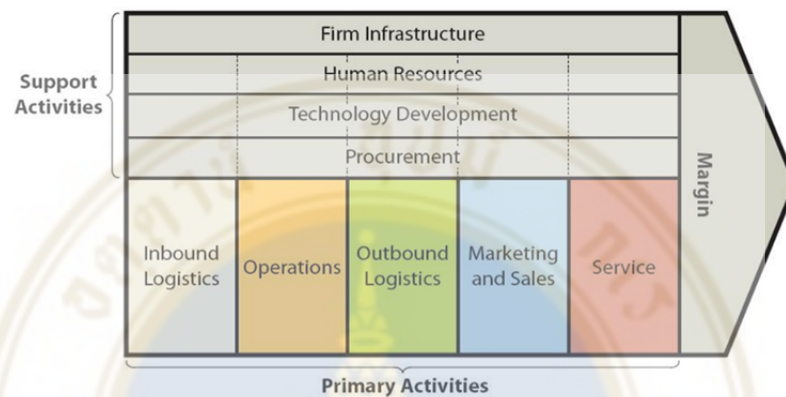 Firm Infrastructure
Human Resources
Support
Activities
Technology Development
Procurement
Margin
Inbound
Logistics
Operations
Outbound
Logistics
Marketing
and Sales
Service
Primary Activities